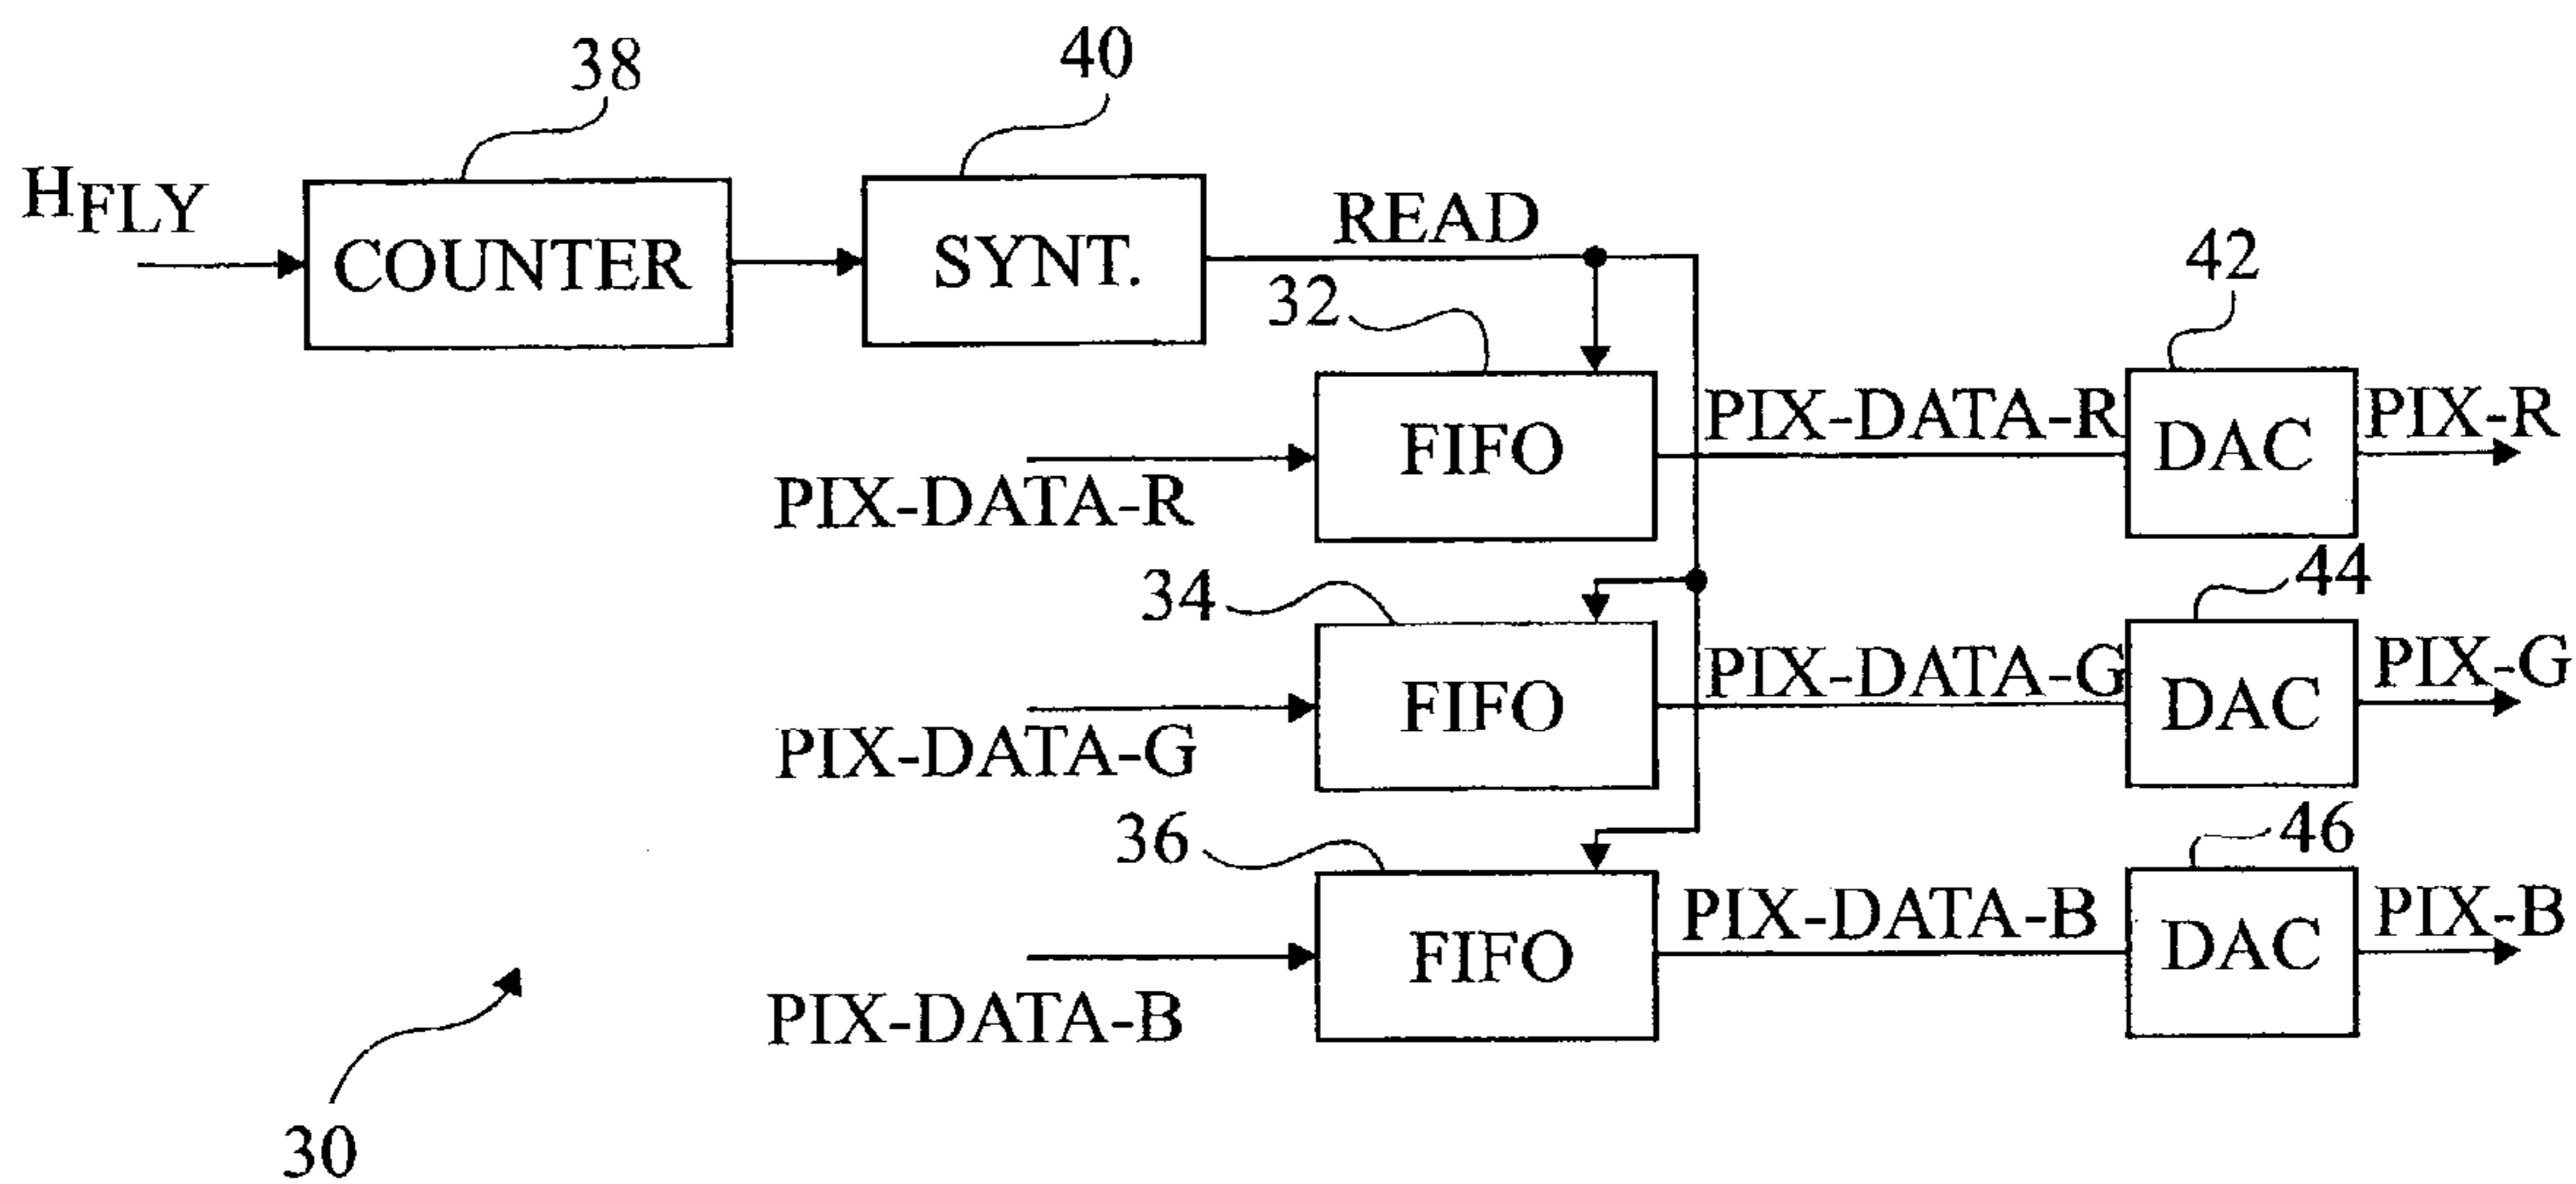 38
40
HFLY
COUNTER
SYNT.
READ
32
42
FIFO
PIX-DATA-R
DAC
PIX-R
PIX-DATA-R
34
44
FIFO
PIX-DATA-G
DAC
PIX-G
PIX-DATA-G
36
46
FIFO
PIX-DATA-B
DAC
PIX-B
PIX-DATA-B
30